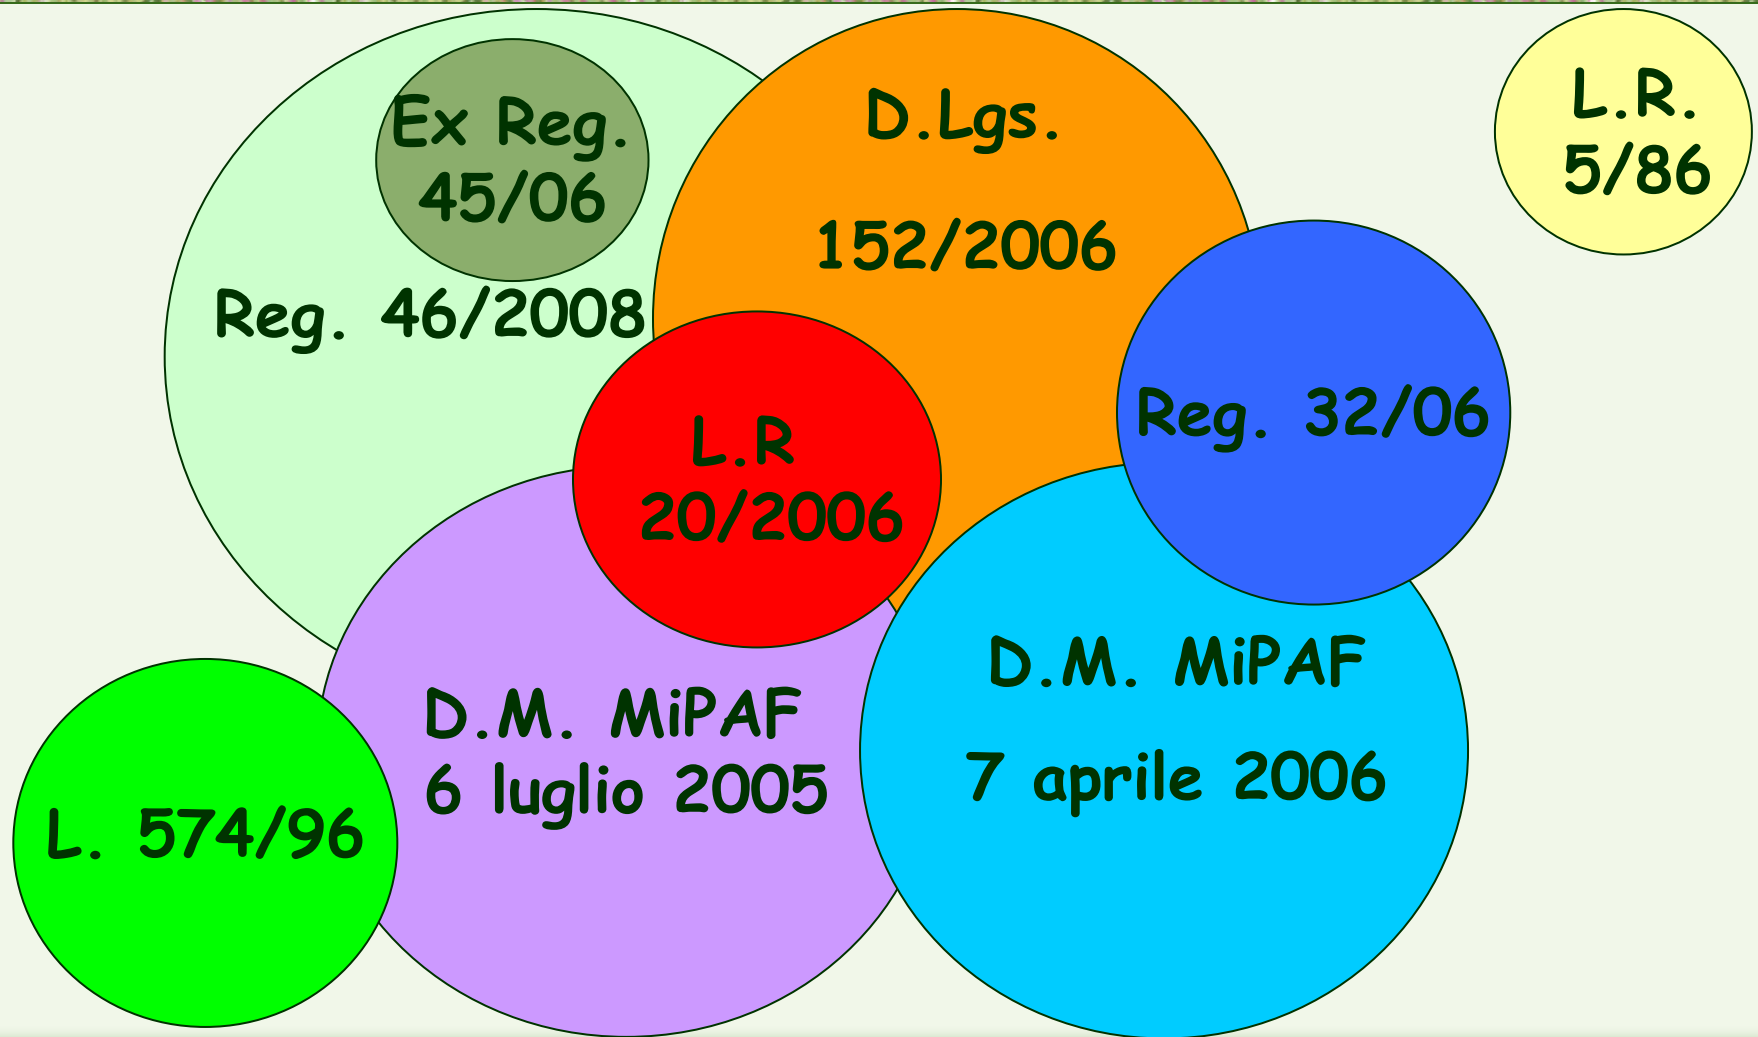 Ex Reg.
45/06
Reg. 46/2008
D.Lgs.
152/2006
L.R.
5/86
Reg. 32/06
L.R
20/2006
D.M. MiPAF
6 luglio 2005
D.M. MiPAF
7 aprile 2006
L. 574/96